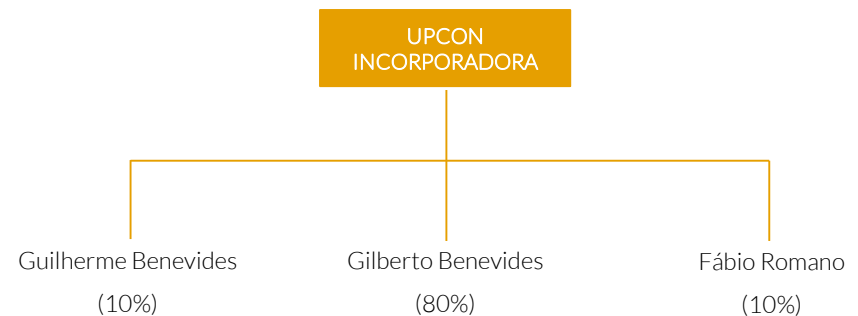 UPCON
INCORPORADORA
Guilherme Benevides
(10%)
Gilberto Benevides
(80%)
Fábio Romano
(10%)